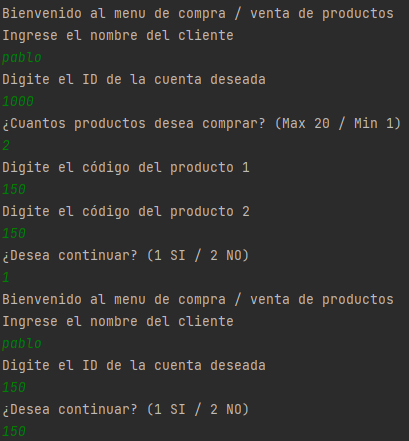 Bienvenido al menu de compra / venta de productos
Ingrese el nombre del cliente
pablo
Digite el ID de la cuenta deseada
1000
¿Cuantos productos desea comprar? (Max 20 / Min 1)
2
Digite el código del producto 1
150
Digite el código del producto 2
150
¿Desea continuar? (1 SI / 2 NO)
1
Bienvenido al menu de compra / venta de productos
Ingrese el nombre del cliente
pablo
Digite el ID de la cuenta deseada
150
¿Desea continuar? (1 SI / 2 NO)
150